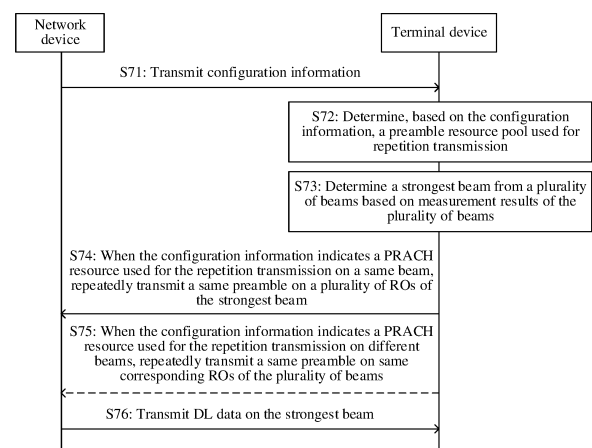 Network
device
Terminal device
S71: Transmit configuration information
S72: Determine, based on the configuration
information, a preamble resource pool used for
repetition transmission
S73: Determine a strongest beam from a plurality
of beams based on measurement results of the
plurality of beams
S74: When the configuration information indicates a PRACH
resource used for the repetition transmission on a same beam,
repeatedly transmit a same preamble on a plurality of ROs of
the strongest beam
S75: When the configuration information indicates a PRACH
resource used for the repetition transmission on different
beams, repeatedly transmit a same preamble on same
corresponding ROs of the plurality of beams
S76: Transmit DL data on the strongest beam